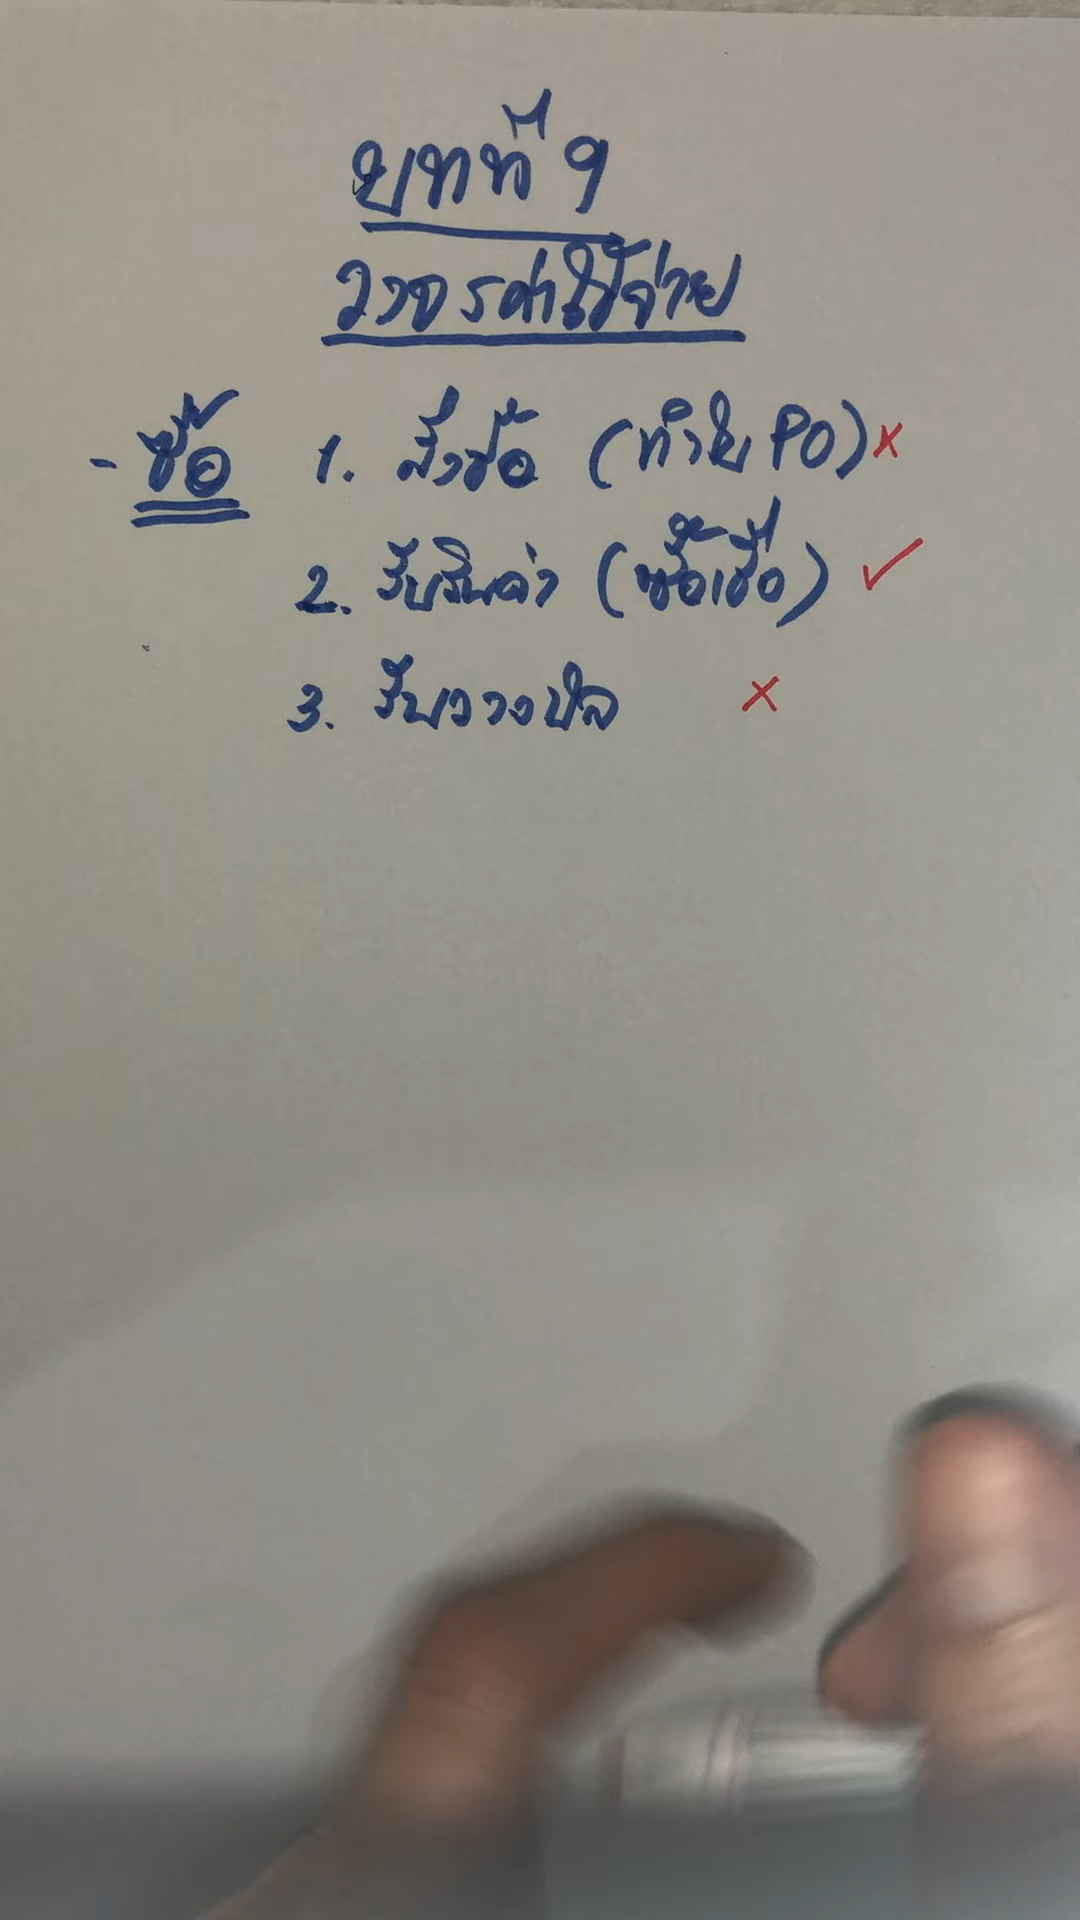 บทที่ 9
วงจรค่าใช้จ่าย
- ซื้อ 1. สั่งซื้อ (ทำใบ PO) ×
2. รับสินค้า (ซื้อเชื่อ) ✓
3. รับวางบิล ×